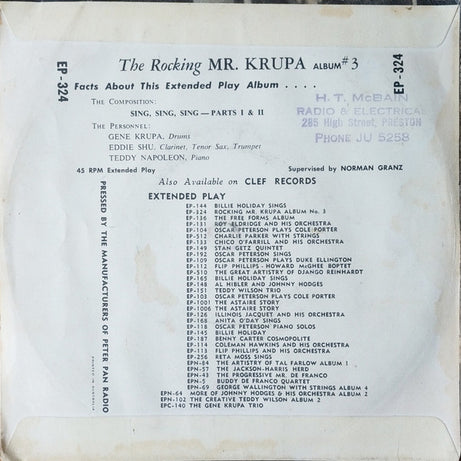 The Rocking MR. KRUPA ALBUM #3
EP-324
EP-324
Facts About This Extended Play Album . . . .
THE COMPOSITION:
SING, SING, SING — PARTS I & II
THE PERSONNEL:
GENE KRUPA, Drums
EDDIE SHU, Clarinet, Tenor Sax, Trumpet
TEDDY NAPOLEON, Piano
H. T. McBAIN
RADIO & ELECTRICAL
285 High Street, PRESTON
PHONE JU 5258
45 RPM Extended Play
Supervised by NORMAN GRANZ
Also Available on CLEF RECORDS
EXTENDED PLAY
EP-144 BILLIE HOLIDAY SINGS
EP-324 ROCKING MR. KRUPA ALBUM No. 3
EP-136 THE FREE FORMS ALBUM
EP-131 ROY ELDRIDGE AND HIS ORCHESTRA
EP-104 OSCAR PETERSON PLAYS COLE PORTER
EP-512 CHARLIE PARKER WITH STRINGS
EP-133 CHICO O'FARRILL AND HIS ORCHESTRA
EP-149 STAN GETZ QUINTET
EP-192 OSCAR PETERSON SINGS
EP-109 OSCAR PETERSON PLAYS DUKE ELLINGTON
EP-112 FLIP PHILLIPS - HOWARD McGHEE BOPTET
EP-510 THE GREAT ARTISTRY OF DJANGO REINHARDT
EP-165 BILLIE HOLIDAY SINGS
EP-148 AL HIBLER AND JOHNNY HODGES
EP-151 TEDDY WILSON TRIO
EP-103 OSCAR PETERSON PLAYS COLE PORTER
EP-1001 THE ASTAIRE STORY
EP-1006 THE ASTAIRE STORY
EP-126 ILLINOIS JACQUET AND HIS ORCHESTRA
EP-168 ANITA O'DAY SINGS
EP-118 OSCAR PETERSON PIANO SOLOS
EP-145 BILLIE HOLIDAY
EP-187 BENNY CARTER COSMOPOLITE
EP-114 COLEMAN HAWKINS AND HIS ORCHESTRA
EP-113 FLIP PHILLIPS AND HIS ORCHESTRA
EP-256 RETA MOSS SINGS
EPN-84 THE ARTISTRY OF TAL FARLOW ALBUM 1
EPN-57 THE JACKSON-HARRIS HERD
EPN-48 THE PROGRESSIVE MR. DE FRANCO
EPN-5 BUDDY DE FRANCO QUARTET
EPN-69 GEORGE WALLINGTON WITH STRINGS ALBUM 4
EPN-64 MORE OF JOHNNY HODGES & HIS ORCHESTRA ALBUM 2
EPN-102 THE CREATIVE TEDDY WILSON ALBUM 2
EPC-140 THE GENE KRUPA TRIO
PRESSED BY THE MANUFACTURERS OF PETER PAN RADIO
PRINTED IN AUSTRALIA